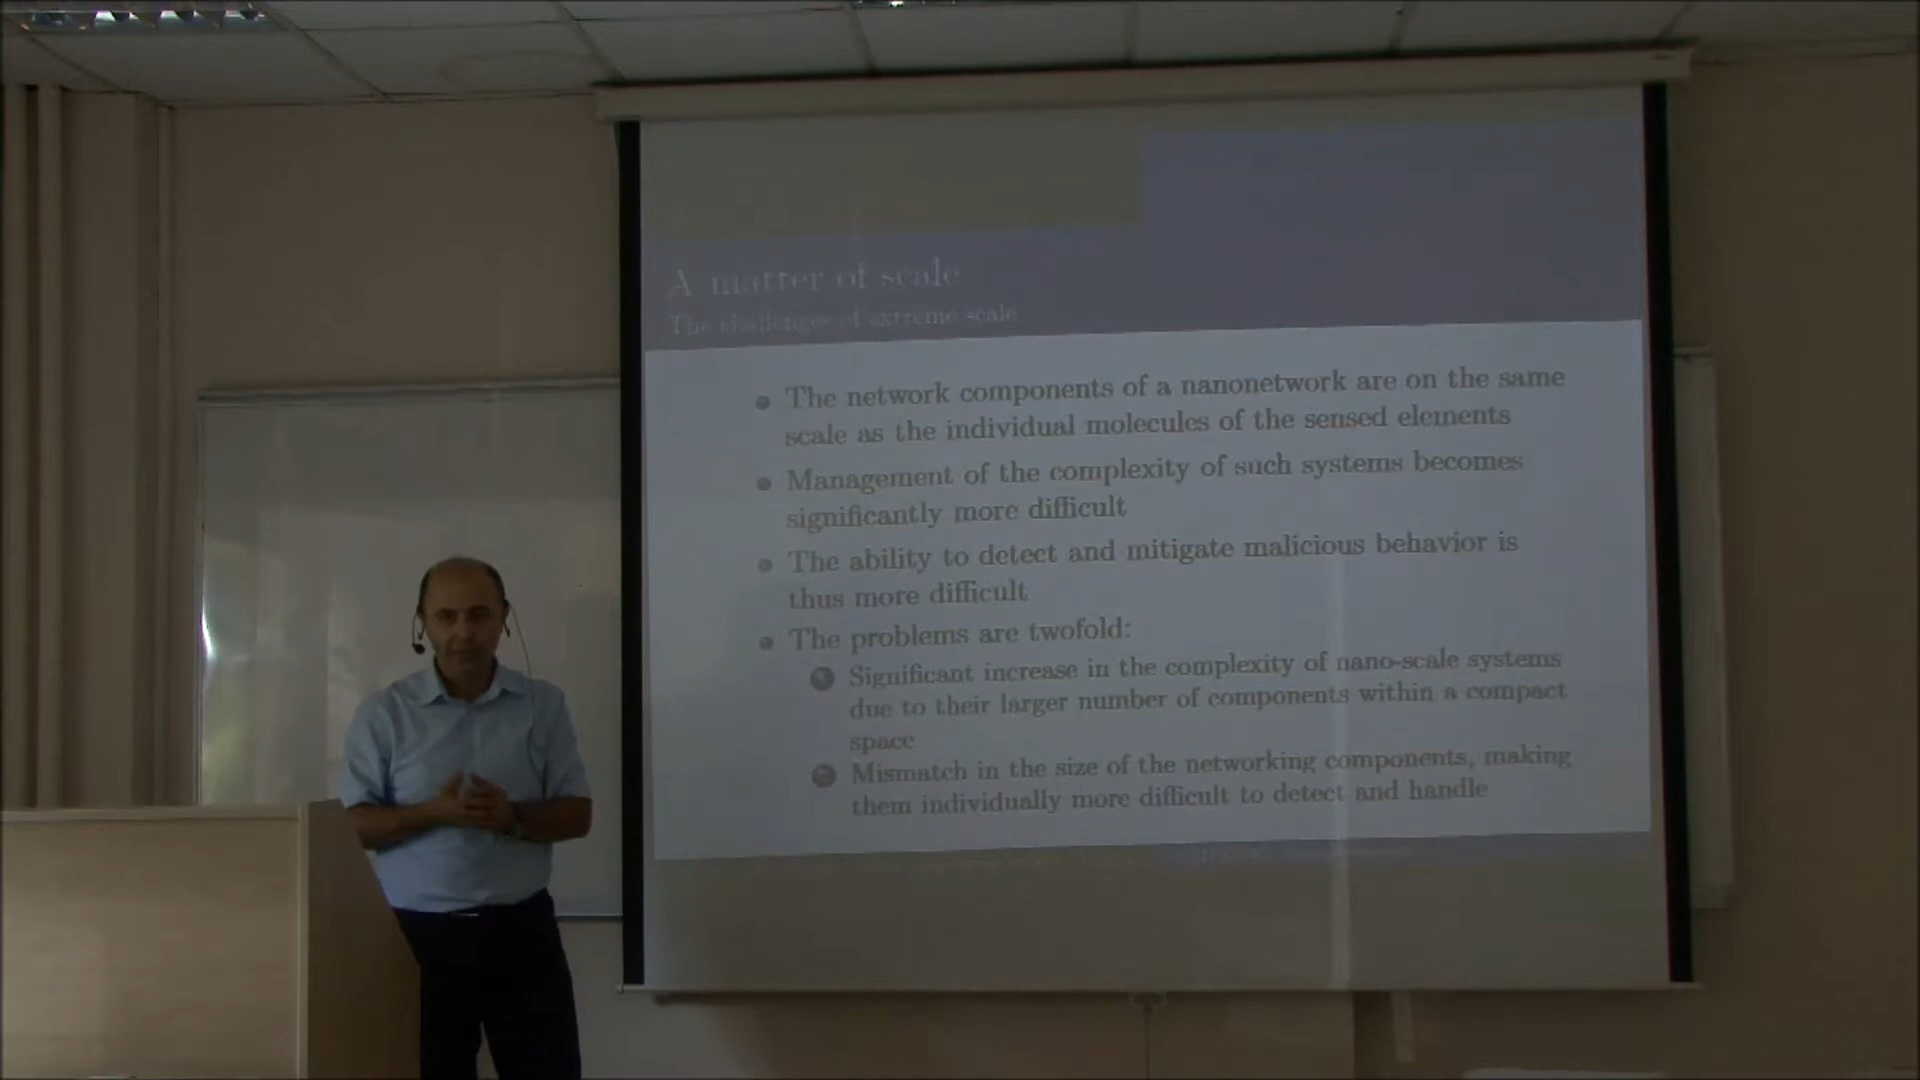 A matter of scale
The challenges of extreme scale
The network components of a nanonetwork are on the same
scale as the individual molecules of the sensed elements
Management of the complexity of such systems becomes
significantly more difficult
The ability to detect and mitigate malicious behavior is
thus more difficult
The problems are twofold:
1 Significant increase in the complexity of nano-scale systems
due to their larger number of components within a compact
space
2 Mismatch in the size of the networking components, making
them individually more difficult to detect and handle